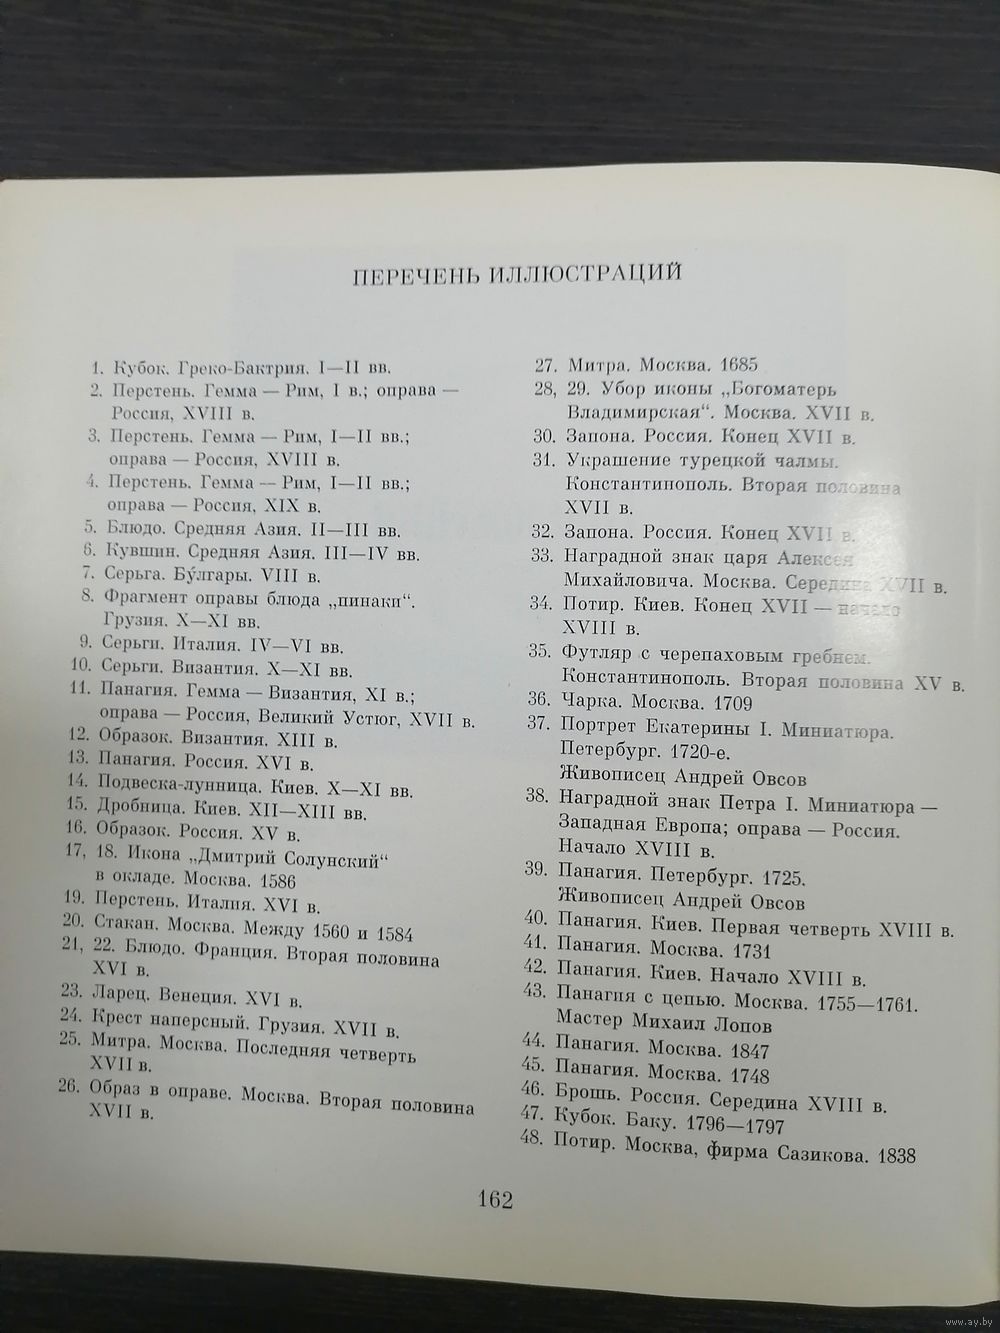 ПЕРЕЧЕНЬ ИЛЛЮСТРАЦИЙ
1. Кубок. Греко-Бактрия. I—II вв.
2. Перстень. Гемма — Рим, I в.; оправа —
Россия, XVIII в.
3. Перстень. Гемма — Рим, I—II вв.;
оправа — Россия, XVIII в.
4. Перстень. Гемма — Рим, I—II вв.;
оправа — Россия, XIX в.
5. Блюдо. Средняя Азия. II—III вв.
6. Кувшин. Средняя Азия. III—IV вв.
7. Серьга. Бу́лгары. VIII в.
8. Фрагмент оправы блюда „пинаки“.
Грузия. X—XI вв.
9. Серьги. Италия. IV—VI вв.
10. Серьги. Византия. X—XI вв.
11. Панагия. Гемма — Византия, XI в.;
оправа — Россия, Великий Устюг, XVII в.
12. Образок. Византия. XIII в.
13. Панагия. Россия. XVI в.
14. Подвеска-лунница. Киев. X—XI вв.
15. Дробница. Киев. XII—XIII вв.
16. Образок. Россия. XV в.
17, 18. Икона „Дмитрий Солунский“
в окладе. Москва. 1586
19. Перстень. Италия. XVI в.
20. Стакан. Москва. Между 1560 и 1584
21, 22. Блюдо. Франция. Вторая половина
XVI в.
23. Ларец. Венеция. XVI в.
24. Крест наперсный. Грузия. XVII в.
25. Митра. Москва. Последняя четверть
XVII в.
26. Образ в оправе. Москва. Вторая половина
XVII в.
27. Митра. Москва. 1685
28, 29. Убор иконы „Богоматерь
Владимирская“. Москва. XVII в.
30. Запона. Россия. Конец XVII в.
31. Украшение турецкой чалмы.
Константинополь. Вторая половина
XVII в.
32. Запона. Россия. Конец XVII в.
33. Наградной знак царя Алексея
Михайловича. Москва. Середина XVII в.
34. Потир. Киев. Конец XVII — начало
XVIII в.
35. Футляр с черепаховым гребнем.
Константинополь. Вторая половина XV в.
36. Чарка. Москва. 1709
37. Портрет Екатерины I. Миниатюра.
Петербург. 1720-е.
Живописец Андрей Овсов
38. Наградной знак Петра I. Миниатюра —
Западная Европа; оправа — Россия.
Начало XVIII в.
39. Панагия. Петербург. 1725.
Живописец Андрей Овсов
40. Панагия. Киев. Первая четверть XVIII в.
41. Панагия. Москва. 1731
42. Панагия. Киев. Начало XVIII в.
43. Панагия с цепью. Москва. 1755—1761.
Мастер Михаил Лопов
44. Панагия. Москва. 1847
45. Панагия. Москва. 1748
46. Брошь. Россия. Середина XVIII в.
47. Кубок. Баку. 1796—1797
48. Потир. Москва, фирма Сазикова. 1838
162
www.ay.by